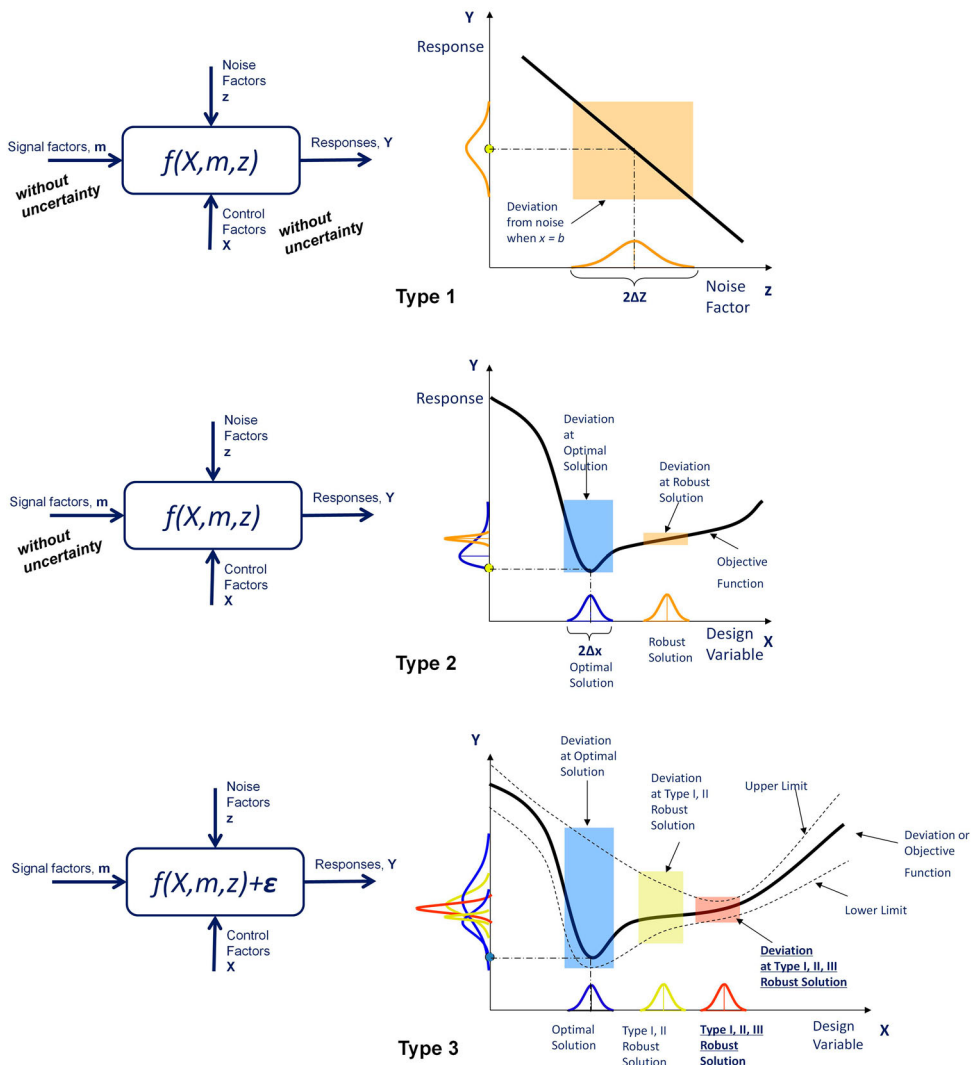 Noise
Factors
z
Signal factors, m
f(X,m,z)
Responses, Y
without
uncertainty
Control
Factors
X
without
uncertainty
Y
Response
Deviation
from noise
when x = b
2ΔZ
Noise
Factor
z
Type 1
Noise
Factors
z
Signal factors, m
f(X,m,z)
Responses, Y
without
uncertainty
Control
Factors
X
Y
Response
Deviation
at
Optimal
Solution
Deviation
at Robust
Solution
Objective
Function
2Δx
Optimal
Solution
Robust
Solution
Design
Variable
X
Type 2
Noise
Factors
z
Signal factors, m
f(X,m,z)+ε
Responses, Y
Control
Factors
X
Y
Deviation
at Optimal
Solution
Deviation
at Type I, II
Robust
Solution
Upper Limit
Deviation or
Objective
Function
Lower Limit
Deviation
at Type I, II, III
Robust Solution
Optimal
Solution
Type I, II
Robust
Solution
Type I, II, III
Robust
Solution
Design
Variable
X
Type 3